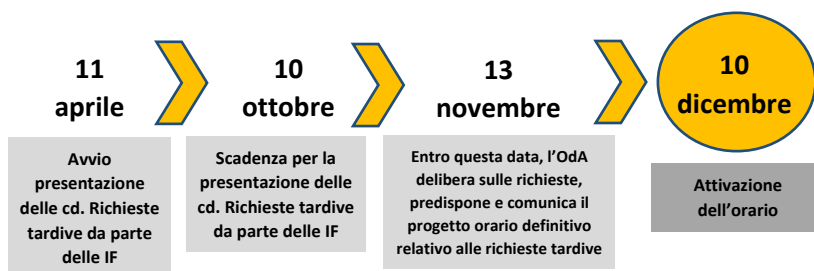 11
aprile
10
ottobre
13
novembre
10
dicembre
Avvio
presentazione
delle cd. Richieste
tardive da parte
delle IF
Scadenza per la
presentazione delle
cd. Richieste tardive
da parte delle IF
Entro questa data, l'OdA
delibera sulle richieste,
predispone e comunica il
progetto orario definitivo
relativo alle richieste tardive
Attivazione
dell'orario